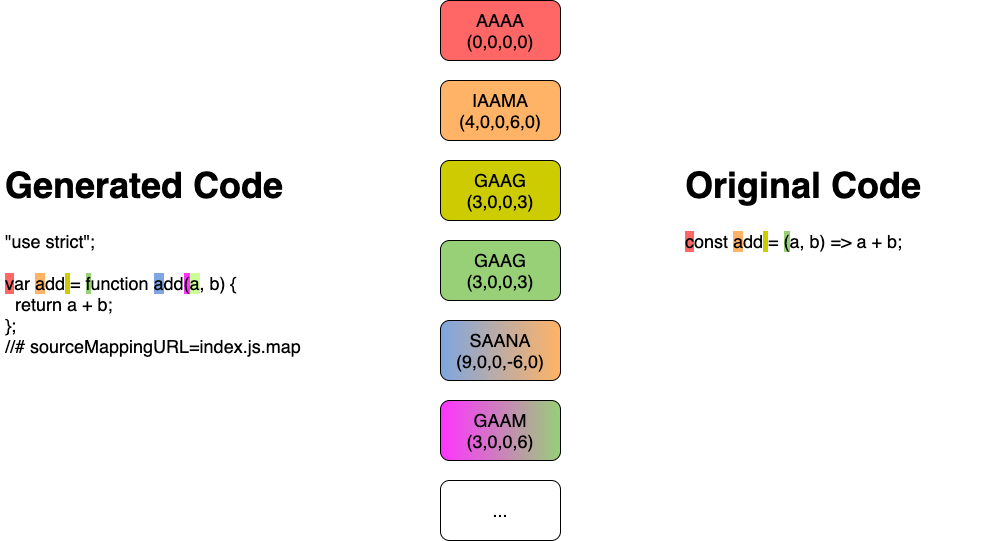 Generated Code
"use strict";
var add = function add(a, b) {
return a + b;
};
//# sourceMappingURL=index.js.map
AAAA
(0,0,0,0)
IAAMA
(4,0,0,6,0)
GAAG
(3,0,0,3)
GAAG
(3,0,0,3)
SAANA
(9,0,0,-6,0)
GAAM
(3,0,0,6)
...
Original Code
const add = (a, b) => a + b;